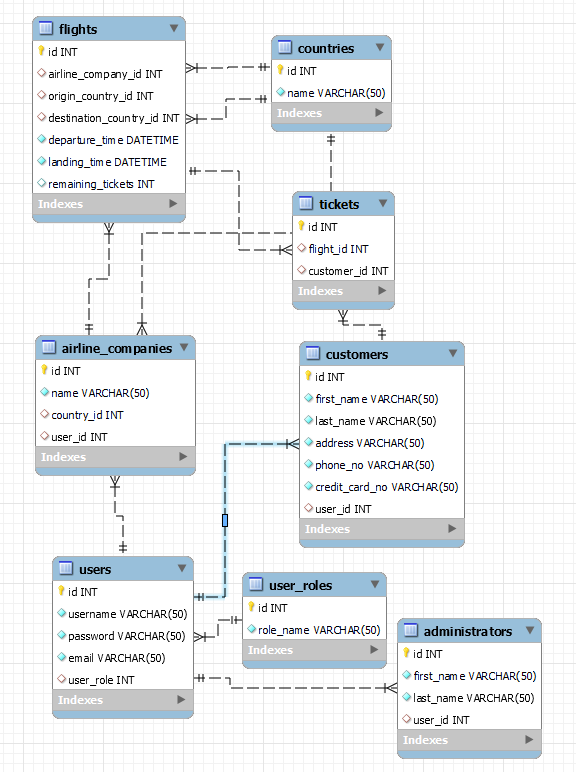 flights
id INT
airline_company_id INT
origin_country_id INT
destination_country_id INT
departure_time DATETIME
landing_time DATETIME
remaining_tickets INT
Indexes
countries
id INT
name VARCHAR(50)
Indexes
tickets
id INT
flight_id INT
customer_id INT
Indexes
airline_companies
id INT
name VARCHAR(50)
country_id INT
user_id INT
Indexes
customers
id INT
first_name VARCHAR(50)
last_name VARCHAR(50)
address VARCHAR(50)
phone_no VARCHAR(50)
credit_card_no VARCHAR(50)
user_id INT
Indexes
users
id INT
username VARCHAR(50)
password VARCHAR(50)
email VARCHAR(50)
user_role INT
Indexes
user_roles
id INT
role_name VARCHAR(50)
Indexes
administrators
id INT
first_name VARCHAR(50)
last_name VARCHAR(50)
user_id INT
Indexes